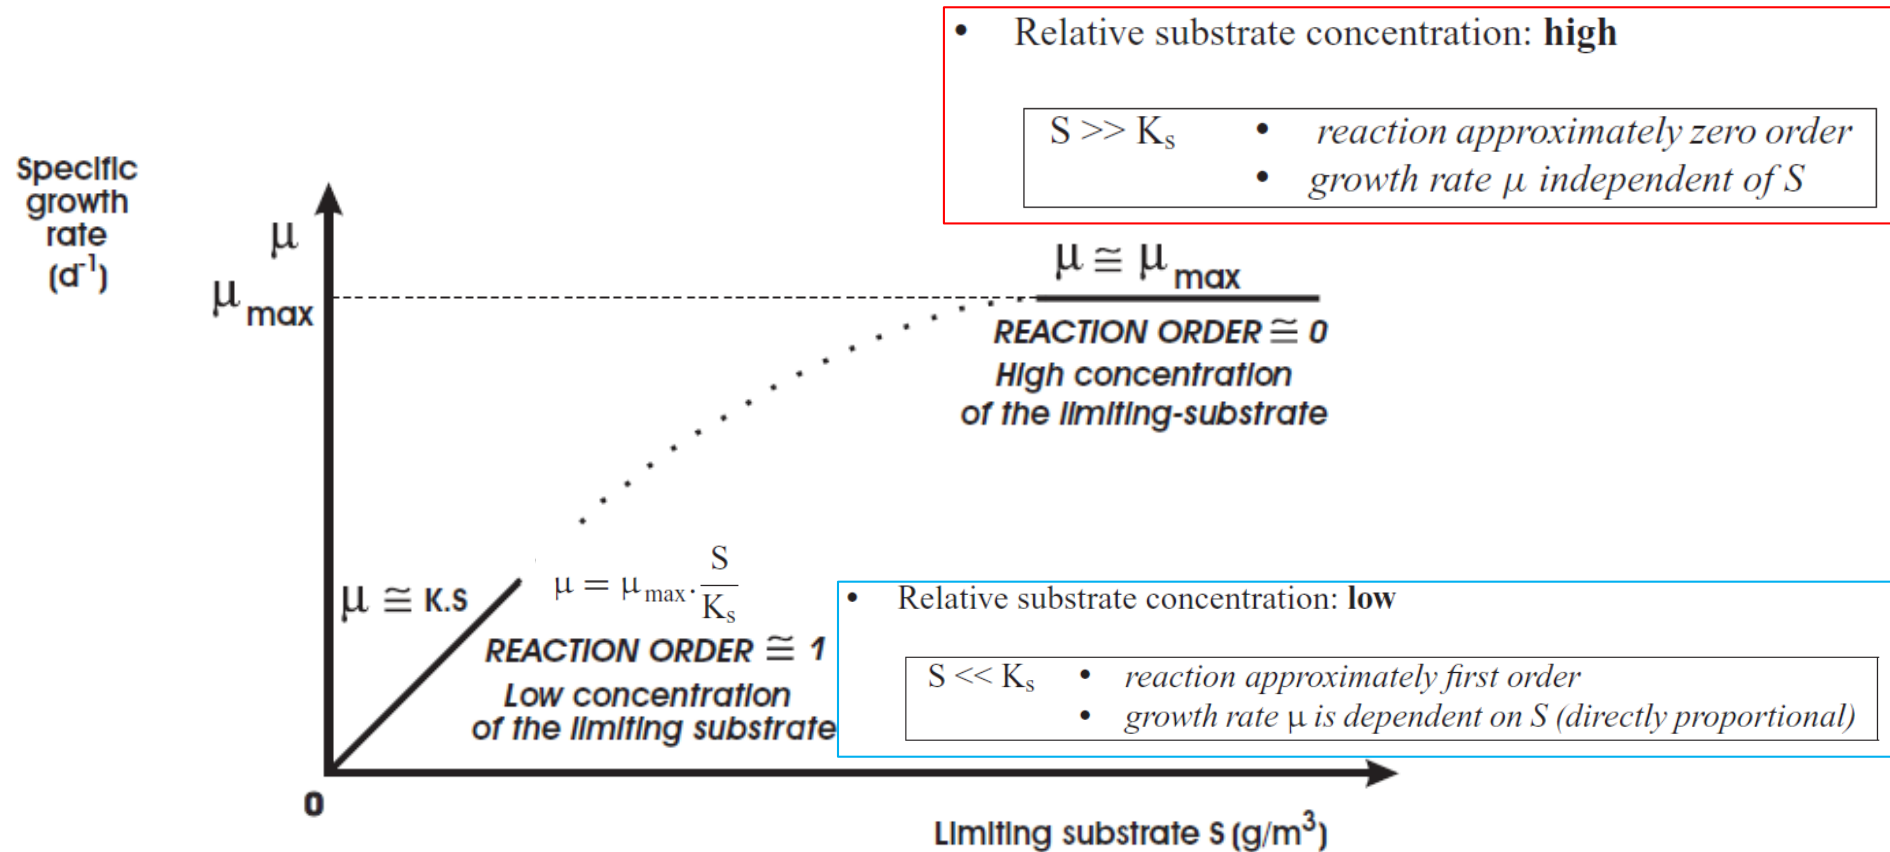 • Relative substrate concentration: high
S >> Ks • reaction approximately zero order
• growth rate μ independent of S
Specific
growth
rate
(d-1)
μ
μ max
μ ≅ μ max
REACTION ORDER ≅ 0
High concentration
of the limiting-substrate
μ ≅ K.S
μ = μmax. S/Ks
REACTION ORDER ≅ 1
Low concentration
of the limiting substrate
• Relative substrate concentration: low
S << Ks • reaction approximately first order
• growth rate μ is dependent on S (directly proportional)
0
Limiting substrate S (g/m3)